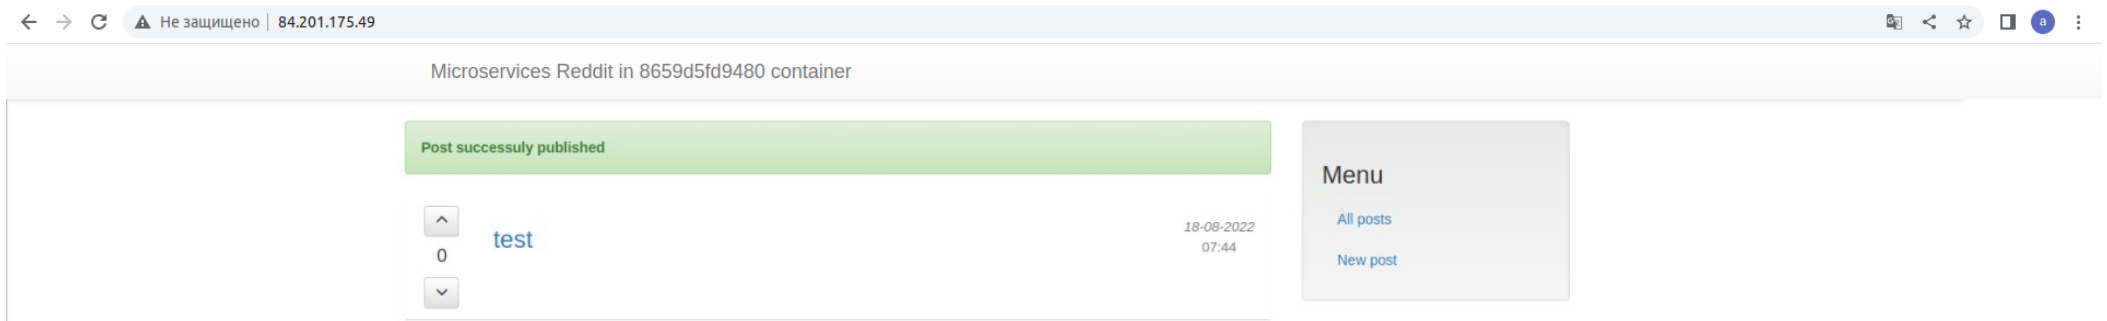 Не защищено | 84.201.175.49
a
Microservices Reddit in 8659d5fd9480 container
Post successuly published
0
test
18-08-2022
07:44
Menu
All posts
New post